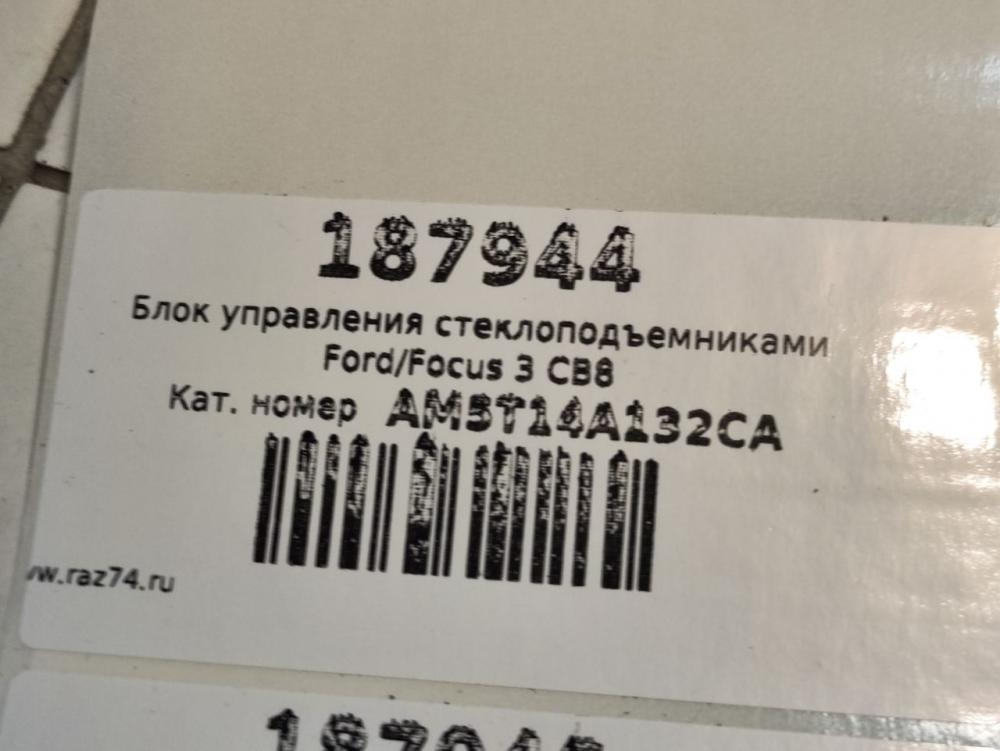 187944
Блок управления стеклоподъемниками
Ford/Focus 3 CB8
Кат. номер AM5T14A132CA
w.raz74.ru